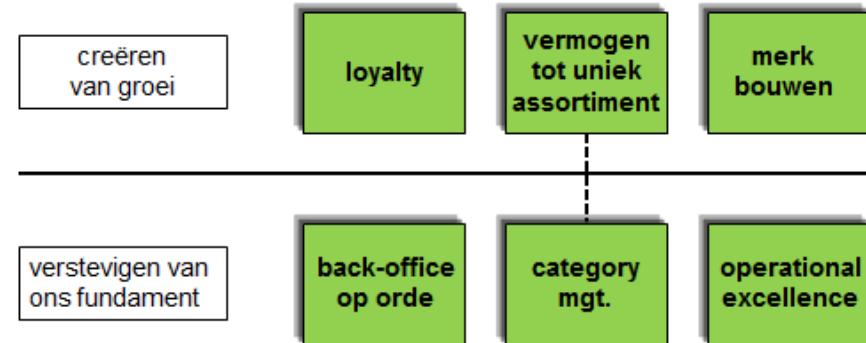 creëren
van groei
loyalty
vermogen
tot uniek
assortiment
merk
bouwen
verstevigen van
ons fundament
back-office
op orde
category
mgt.
operational
excellence